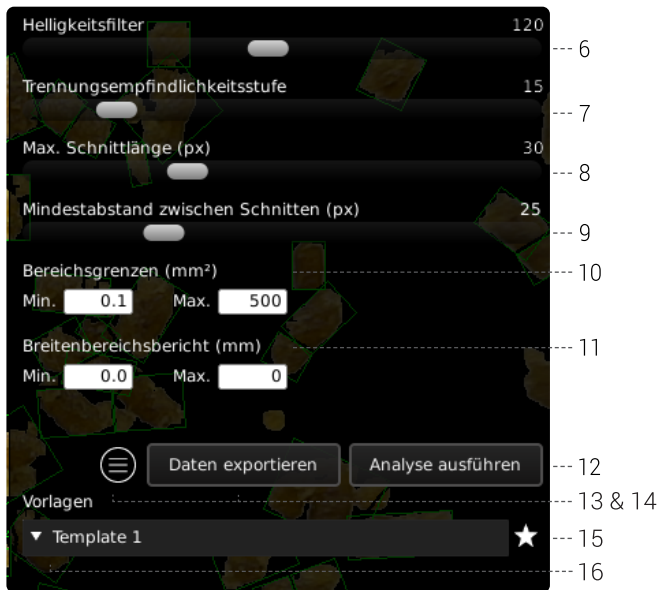 Helligkeitsfilter 120
6
Trennungsempfindlichkeitsstufe 15
7
Max. Schnittlänge (px) 30
8
Mindestabstand zwischen Schnitten (px) 25
9
Bereichsgrenzen (mm²)
10
Min. 0.1 Max. 500
Breitenbereichsbericht (mm)
11
Min. 0.0 Max. 0
Daten exportieren Analyse ausführen
12
Vorlagen
13 & 14
Template 1
15
16